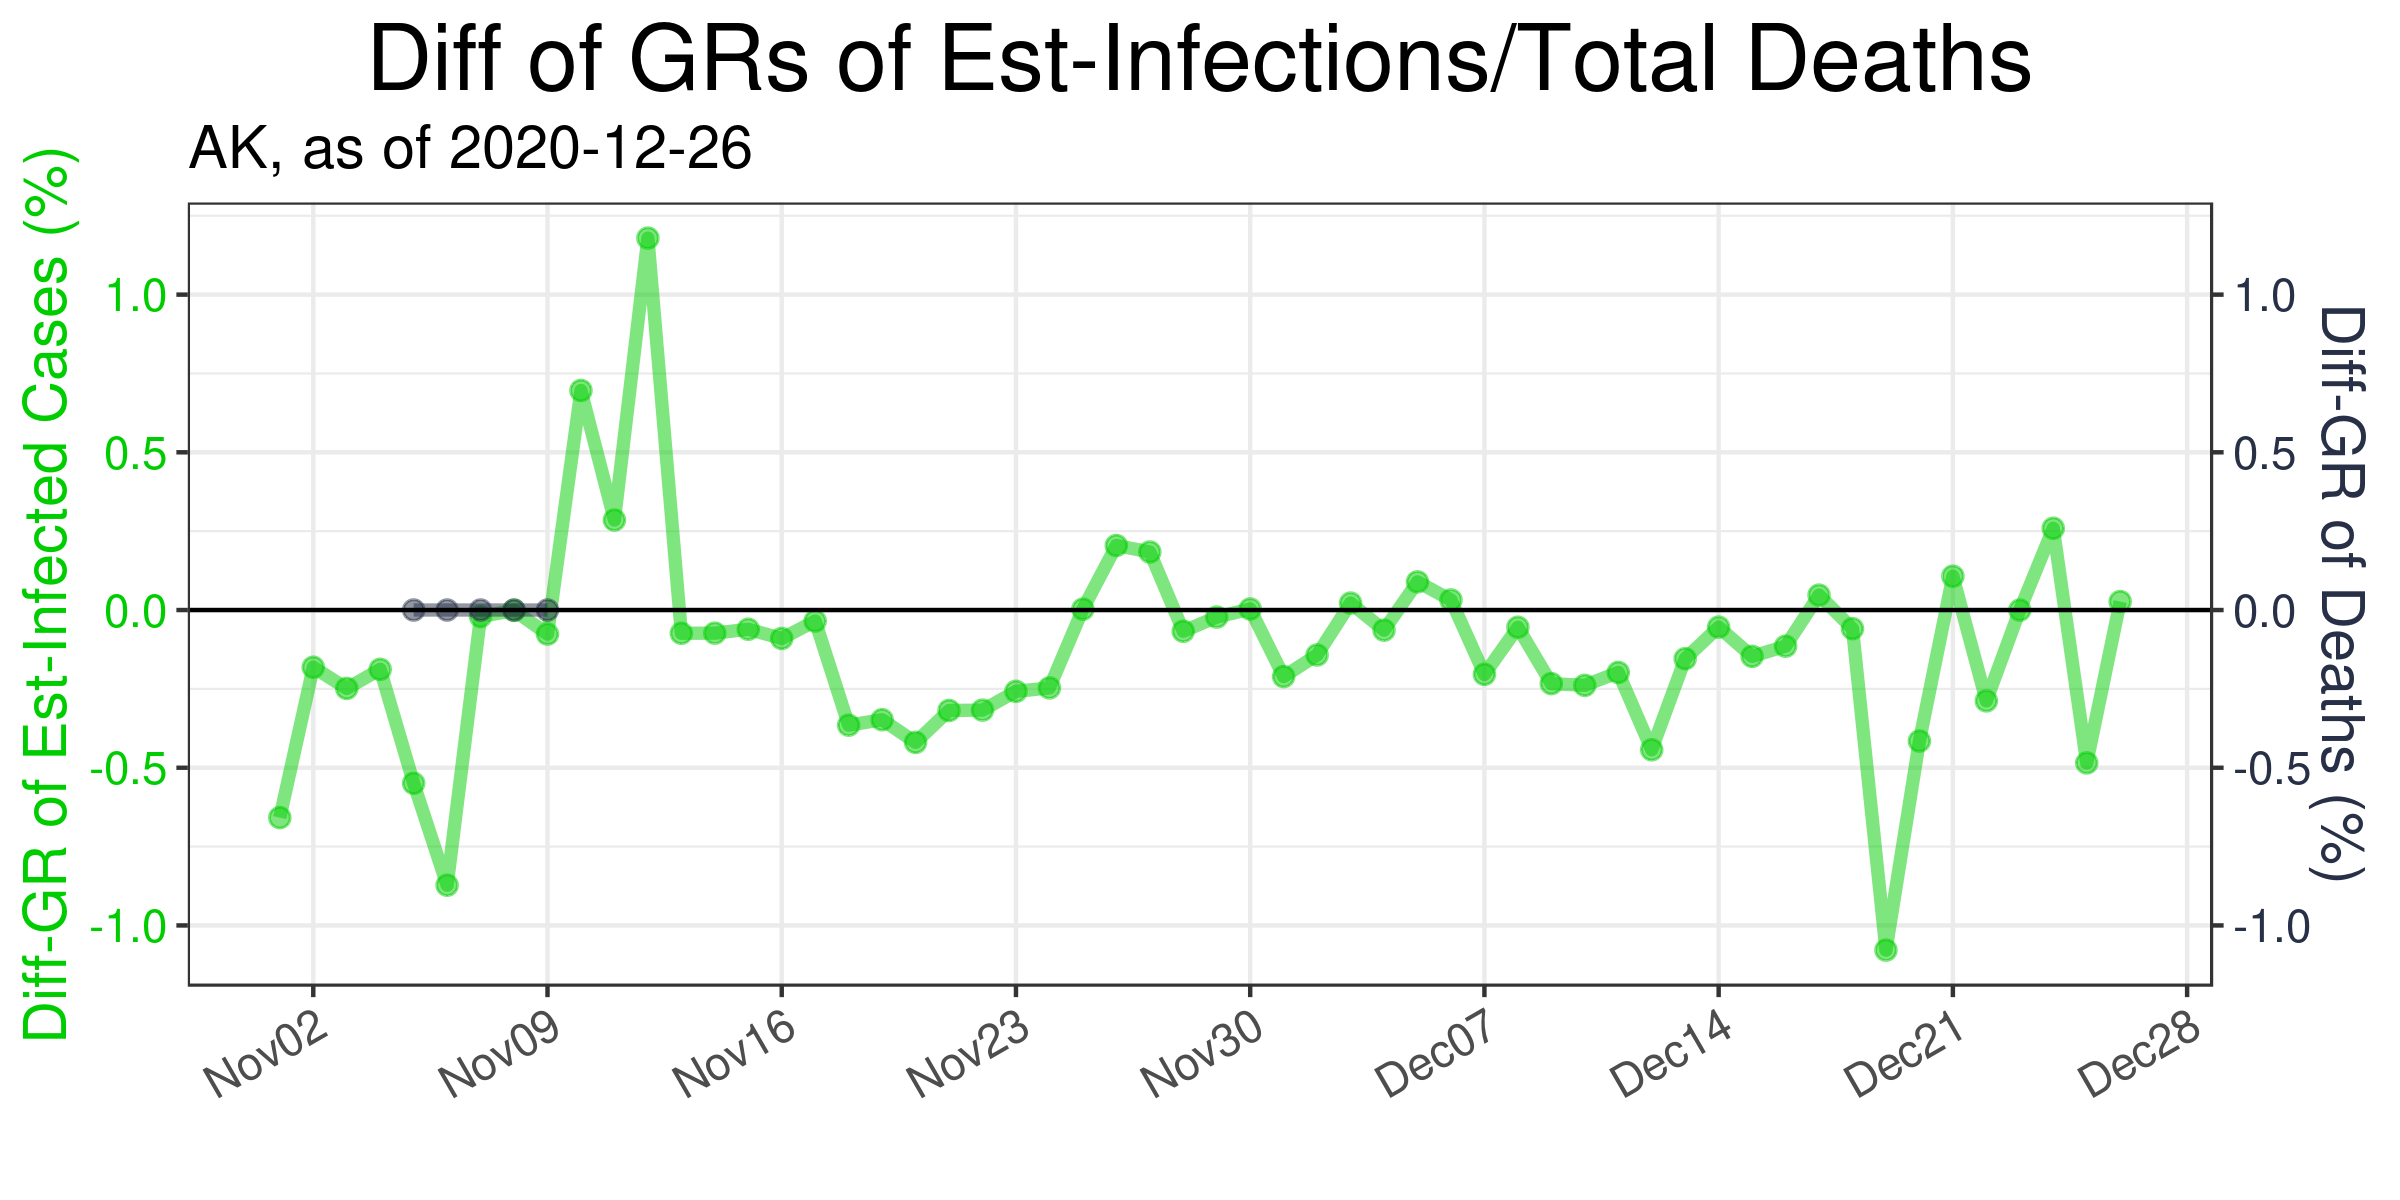 Diff of GRs of Est-Infections/Total Deaths
AK, as of 2020-12-26
Diff-GR of Est-Infected Cases (%)
1.0
0.5
0.0
-0.5
-1.0
1.0
0.5
0.0
-0.5
-1.0
Diff-GR of Deaths (%)
Nov02
Nov09
Nov16
Nov23
Nov30
Dec07
Dec14
Dec21
Dec28